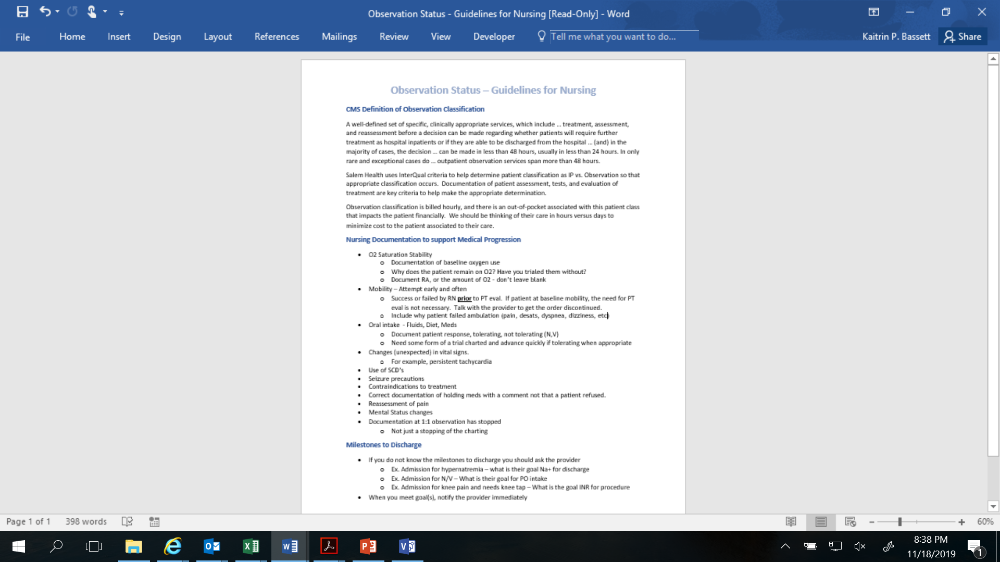 Observation Status - Guidelines for Nursing [Read-Only] - Word
File Home Insert Design Layout References Mailings Review View Developer Tell me what you want to do... Kaitrin P. Bassett Share
Observation Status – Guidelines for Nursing
CMS Definition of Observation Classification
A well-defined set of specific, clinically appropriate services, which include ... treatment, assessment,
and reassessment before a decision can be made regarding whether patients will require further
treatment as hospital inpatients or if they are able to be discharged from the hospital ... (and) in the
majority of cases, the decision ... can be made in less than 48 hours, usually in less than 24 hours. In only
rare and exceptional cases do ... outpatient observation services span more than 48 hours.
Salem Health uses InterQual criteria to help determine patient classification as IP vs. Observation so that
appropriate classification occurs.  Documentation of patient assessment, tests, and evaluation of
treatment are key criteria to help make the appropriate determination.
Observation classification is billed hourly, and there is an out-of-pocket associated with this patient class
that impacts the patient financially.  We should be thinking of their care in hours versus days to
minimize cost to the patient associated to their care.
Nursing Documentation to support Medical Progression
• O2 Saturation Stability
o Documentation of baseline oxygen use
o Why does the patient remain on O2? Have you trialed them without?
o Document RA, or the amount of O2 - don't leave blank
• Mobility – Attempt early and often
o Success or failed by RN prior to PT eval.  If patient at baseline mobility, the need for PT
eval is not necessary.  Talk with the provider to get the order discontinued.
o Include why patient failed ambulation (pain, desats, dyspnea, dizziness, etc)
• Oral intake  - Fluids, Diet, Meds
o Document patient response, tolerating, not tolerating (N,V)
o Need some form of a trial charted and advance quickly if tolerating when appropriate
• Changes (unexpected) in vital signs.
o For example, persistent tachycardia
• Use of SCD's
• Seizure precautions
• Contraindications to treatment
• Correct documentation of holding meds with a comment not that a patient refused.
• Reassessment of pain
• Mental Status changes
• Documentation at 1:1 observation has stopped
o Not just a stopping of the charting
Milestones to Discharge
• If you do not know the milestones to discharge you should ask the provider
o Ex. Admission for hypernatremia – what is their goal Na+ for discharge
o Ex. Admission for N/V – What is their goal for PO intake
o Ex. Admission for knee pain and needs knee tap – What is the goal INR for procedure
• When you meet goal(s), notify the provider immediately
Page 1 of 1 398 words 60%
8:38 PM
11/18/2019
1